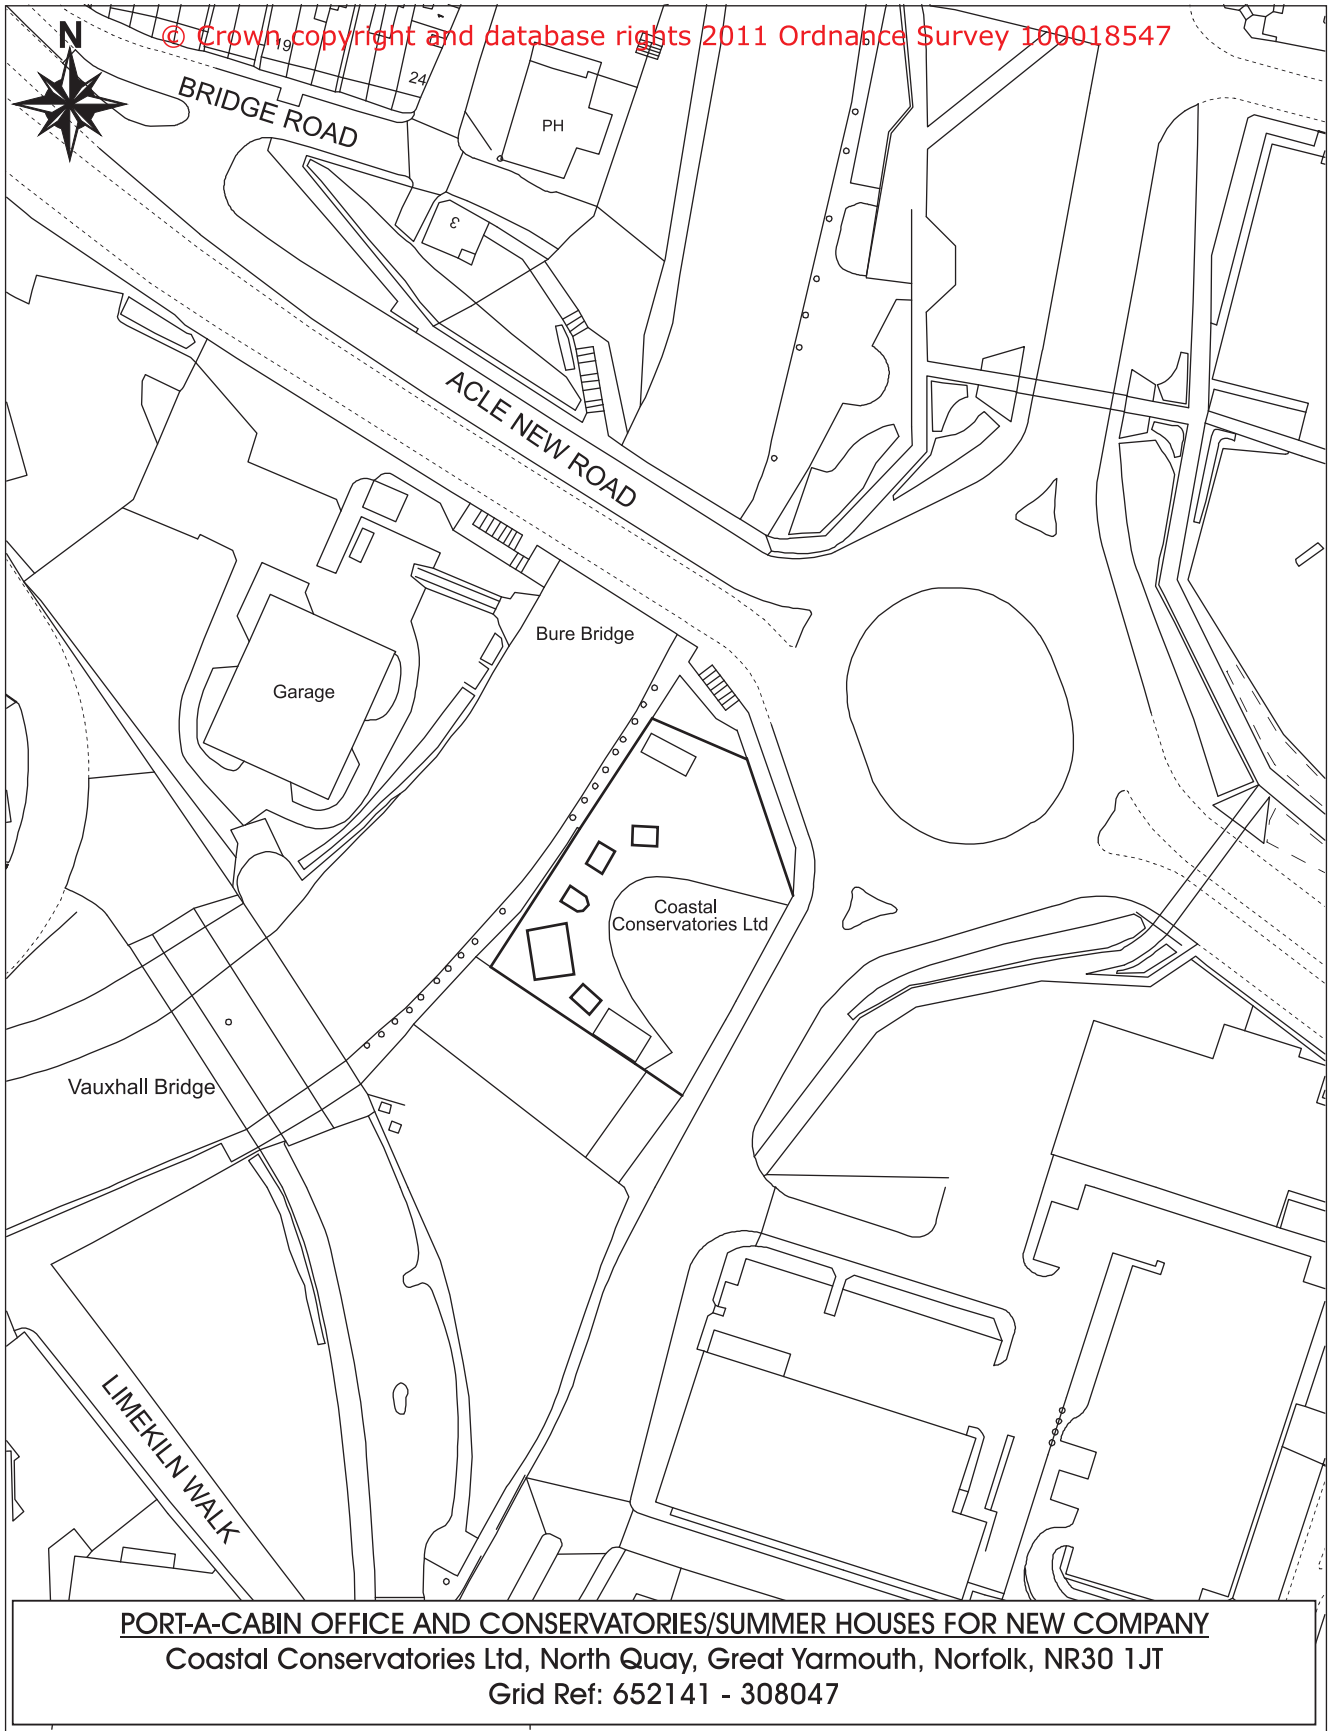 © Crown copyright and database rights 2011 Ordnance Survey 100018547
N
19
1
24
BRIDGE ROAD
PH
3
ACLE NEW ROAD
Bure Bridge
Garage
Coastal
Conservatories Ltd
Vauxhall Bridge
LIMEKILN WALK
PORT-A-CABIN OFFICE AND CONSERVATORIES/SUMMER HOUSES FOR NEW COMPANY
Coastal Conservatories Ltd, North Quay, Great Yarmouth, Norfolk, NR30 1JT
Grid Ref: 652141 - 308047